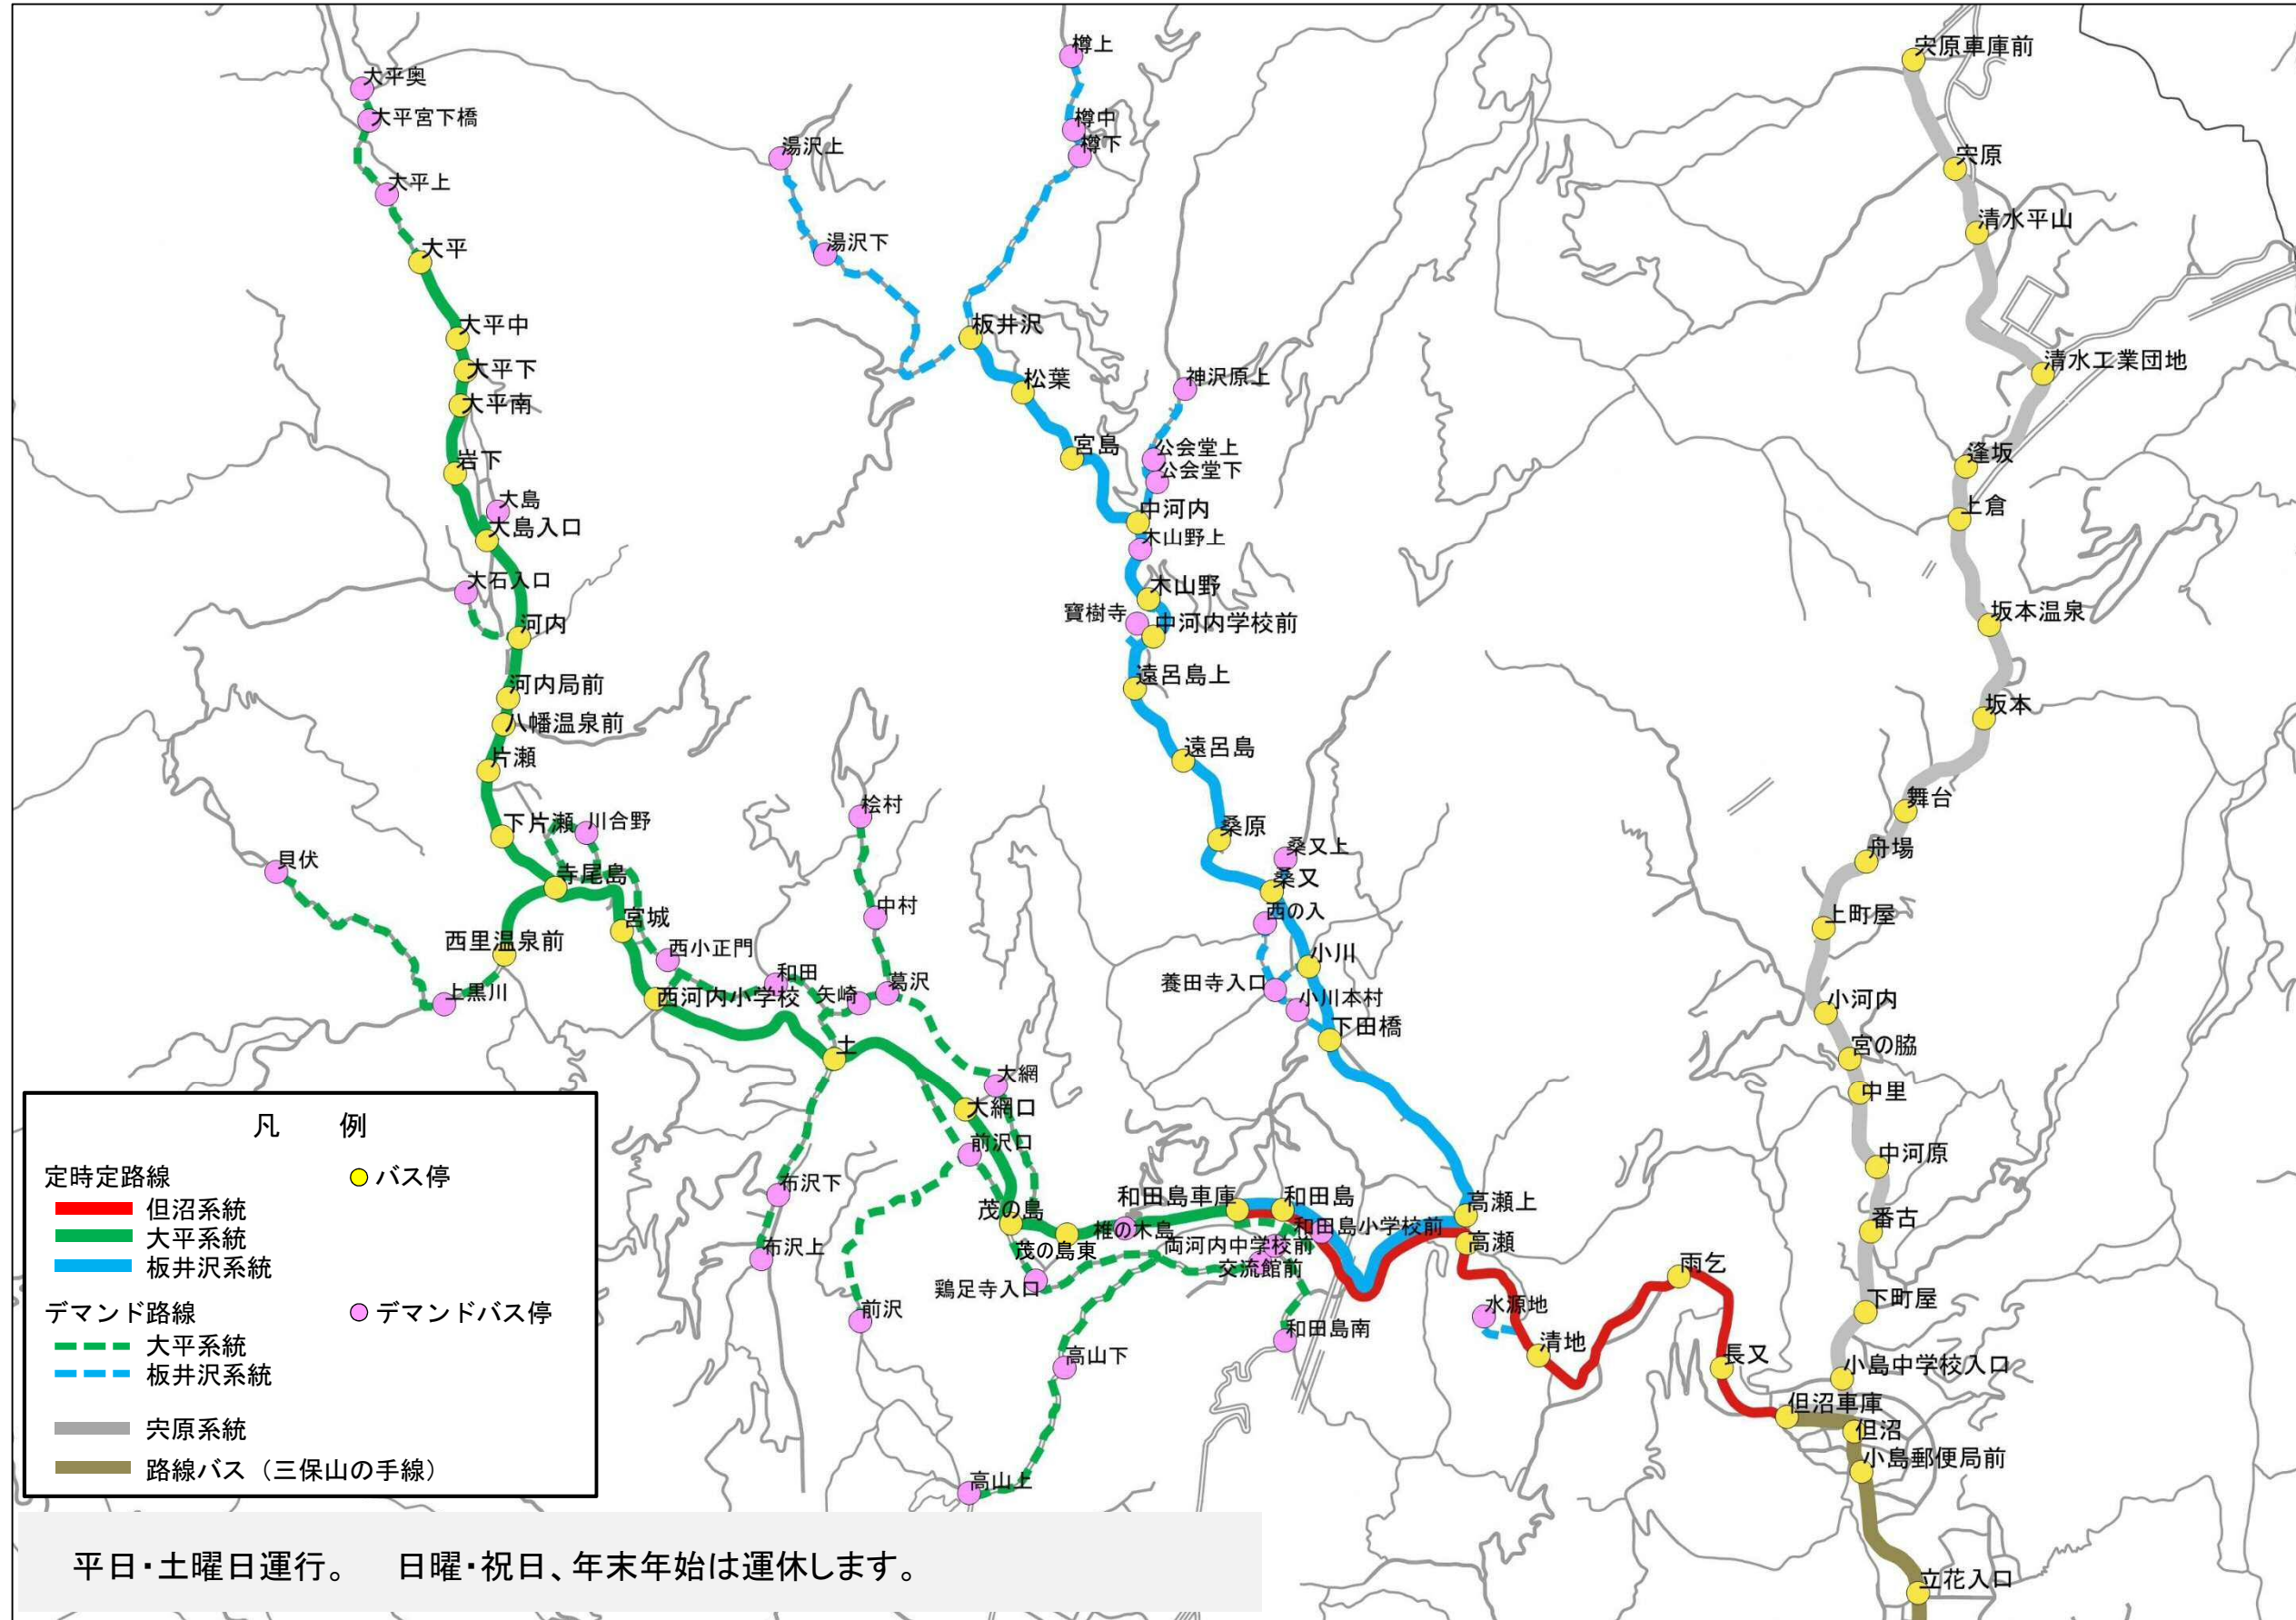 樽上
宍原車庫前
大平奥
大平宮下橋
樽中
樽下
湯沢上
宍原
大平上
清水平山
湯沢下
大平
大平中
板井沢
清水工業団地
大平下
松葉
神沢原上
大平南
宮島
公会堂上
公会堂下
岩下
逢坂
大島
中河内
上倉
大島入口
木山野上
大石入口
木山野
寶樹寺
中河内学校前
坂本温泉
河内
遠呂島上
河内局前
坂本
八幡温泉前
片瀬
遠呂島
舞台
桧村
下片瀬
川合野
桑原
桑又上
舟場
貝伏
寺尾島
桑又
中村
西の入
上町屋
宮城
西里温泉前
西小正門
小川
和田
葛沢
養田寺入口
上黒川
西河内小学校
矢崎
小川本村
小河内
下田橋
土
宮の脇
大網
中里
大網口
前沢口
中河原
布沢下
和田島車庫
和田島
高瀬上
茂の島
椎の木島
和田島小学校前
番古
茂の島東
両河内中学校前
高瀬
布沢上
交流館前
雨乞
鶏足寺入口
前沢
水源地
下町屋
和田島南
清地
高山下
長又
小島中学校入口
但沼車庫
但沼
小島郵便局前
高山上
立花入口
凡　例
定時定路線　バス停
但沼系統
大平系統
板井沢系統
デマンド路線　デマンドバス停
大平系統
板井沢系統
宍原系統
路線バス（三保山の手線）
平日・土曜日運行。　日曜・祝日、年末年始は運休します。